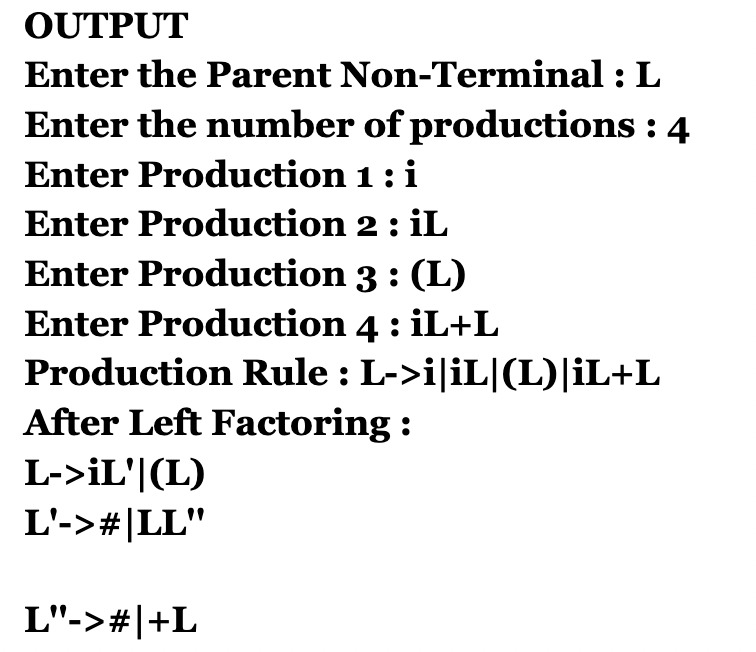 OUTPUT
Enter the Parent Non-Terminal : L
Enter the number of productions : 4
Enter Production 1 : i
Enter Production 2 : iL
Enter Production 3 : (L)
Enter Production 4 : iL+L
Production Rule : L->i|iL|(L)|iL+L
After Left Factoring :
L->iL'|(L)
L'->#|LL"
L"->#|+L